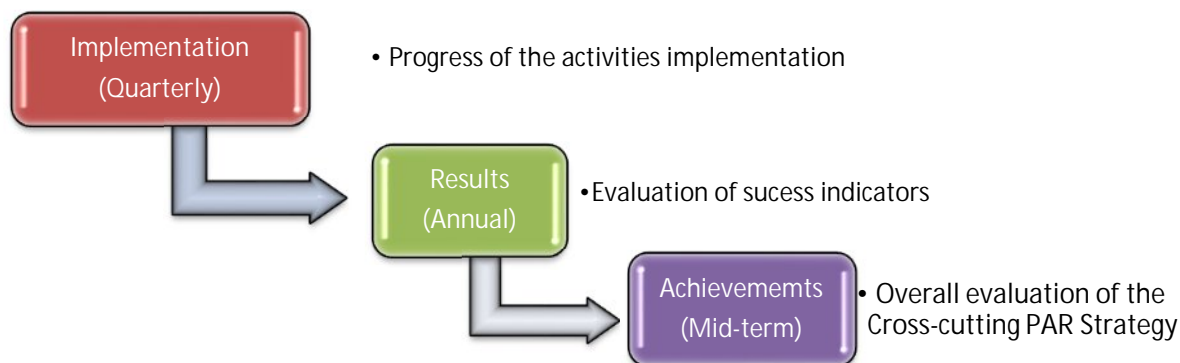 Implementation
(Quarterly)
• Progress of the activities implementation
Results
(Annual)
•Evaluation of sucess indicators
Achievememts
(Mid-term)
• Overall evaluation of the
Cross-cutting PAR Strategy